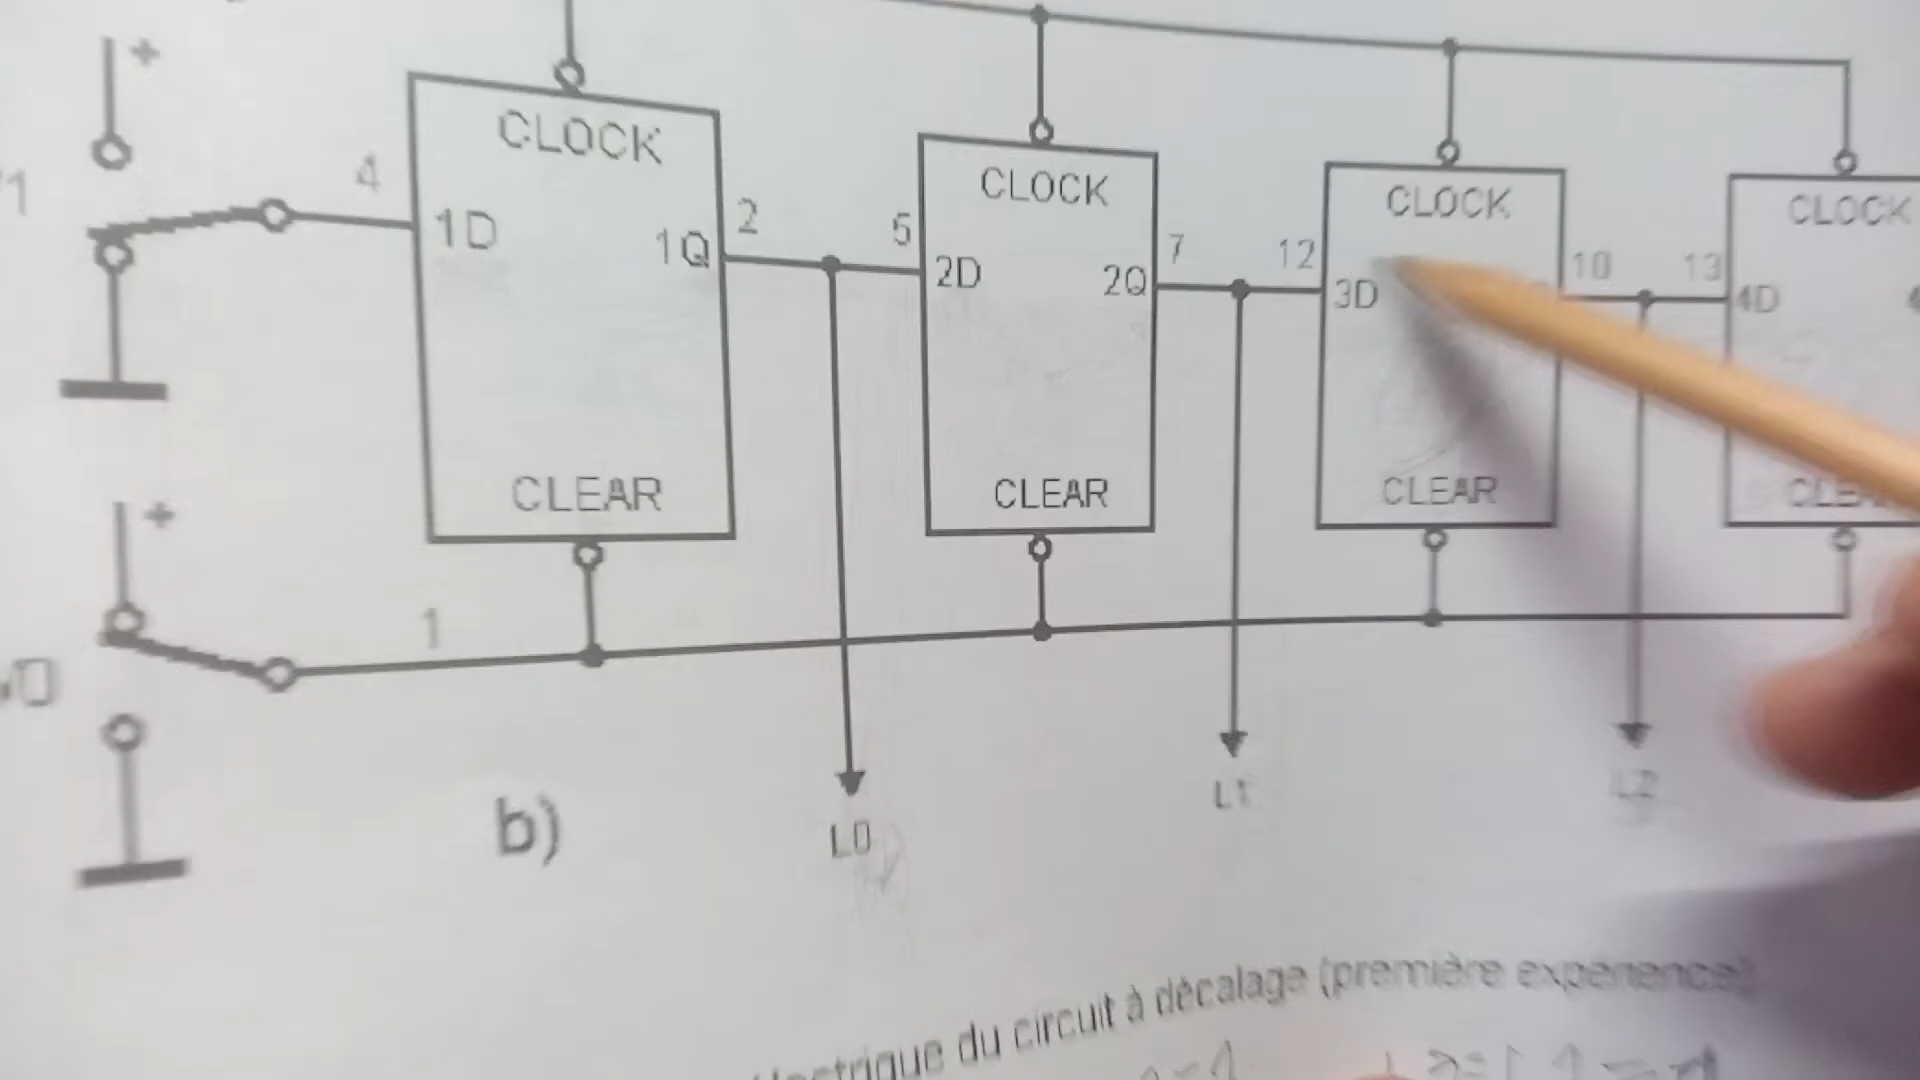 +
CLOCK
CLOCK
CLOCK
CLOCK
4
1D
1Q
2
5
2D
2Q
7
12
3D
10
13
4D
CLEAR
CLEAR
CLEAR
+
1
L0
L1
L2
b)
du circuit à décalage (première expérience)